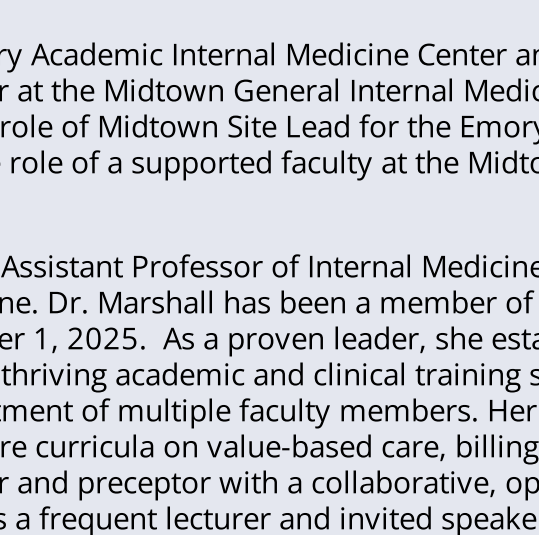 ry Academic Internal Medicine Center an
r at the Midtown General Internal Medic
role of Midtown Site Lead for the Emory
role of a supported faculty at the Midto
Assistant Professor of Internal Medicine
ne. Dr. Marshall has been a member of
er 1, 2025. As a proven leader, she esta
thriving academic and clinical training s
tment of multiple faculty members. Her
re curricula on value-based care, billing
r and preceptor with a collaborative, op
s a frequent lecturer and invited speake